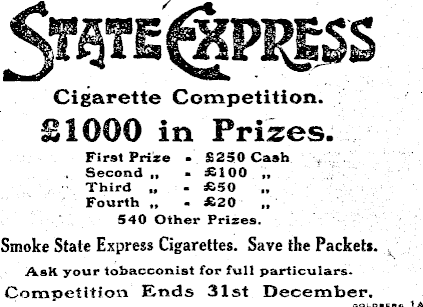 STATE EXPRESS
Cigarette Competition.
£1000 in Prizes.
First Prize - £250 Cash
Second „ - £100 „
Third „ - £50 „
Fourth „ - £20 „
540 Other Prizes.
Smoke State Express Cigarettes. Save the Packets.
Ask your tobacconist for full particulars.
Competition Ends 31st December.